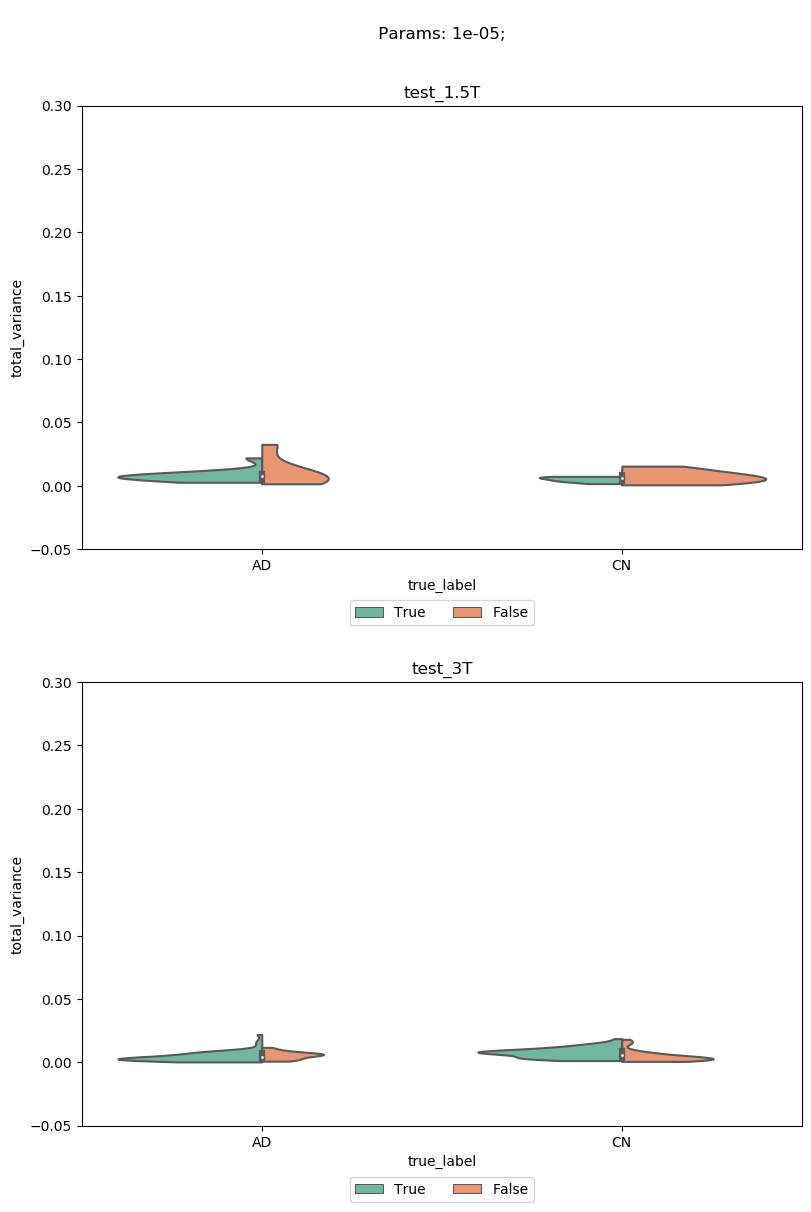 Params: 1e-05;
test_1.5T
0.30
0.25
0.20
0.15
0.10
0.05
0.00
−0.05
total_variance
AD CN
true_label
True False
test_3T
0.30
0.25
0.20
0.15
0.10
0.05
0.00
−0.05
total_variance
AD CN
true_label
True False